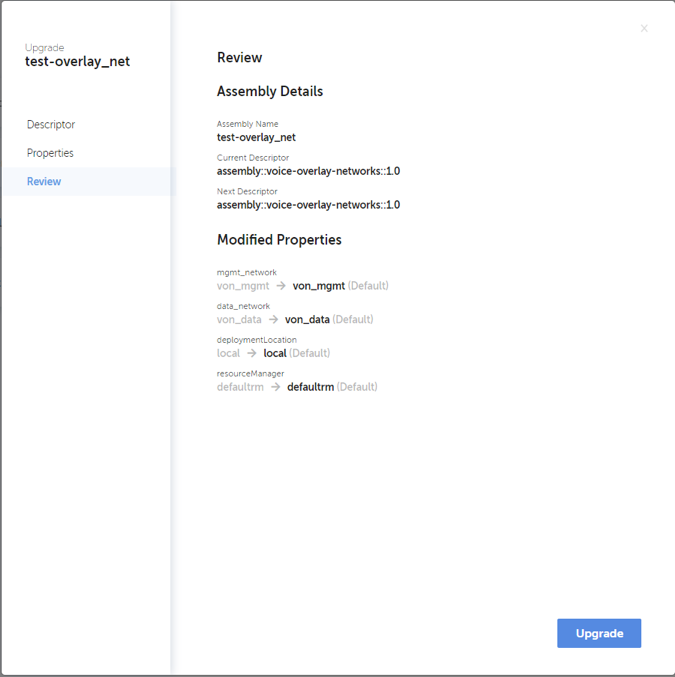 Upgrade
test-overlay_net
Descriptor
Properties
Review
Review
Assembly Details
Assembly Name
test-overlay_net
Current Descriptor
assembly::voice-overlay-networks::1.0
Next Descriptor
assembly::voice-overlay-networks::1.0
Modified Properties
mgmt_network
von_mgmt → von_mgmt (Default)
data_network
von_data → von_data (Default)
deploymentLocation
local → local (Default)
resourceManager
defaultrm → defaultrm (Default)
Upgrade